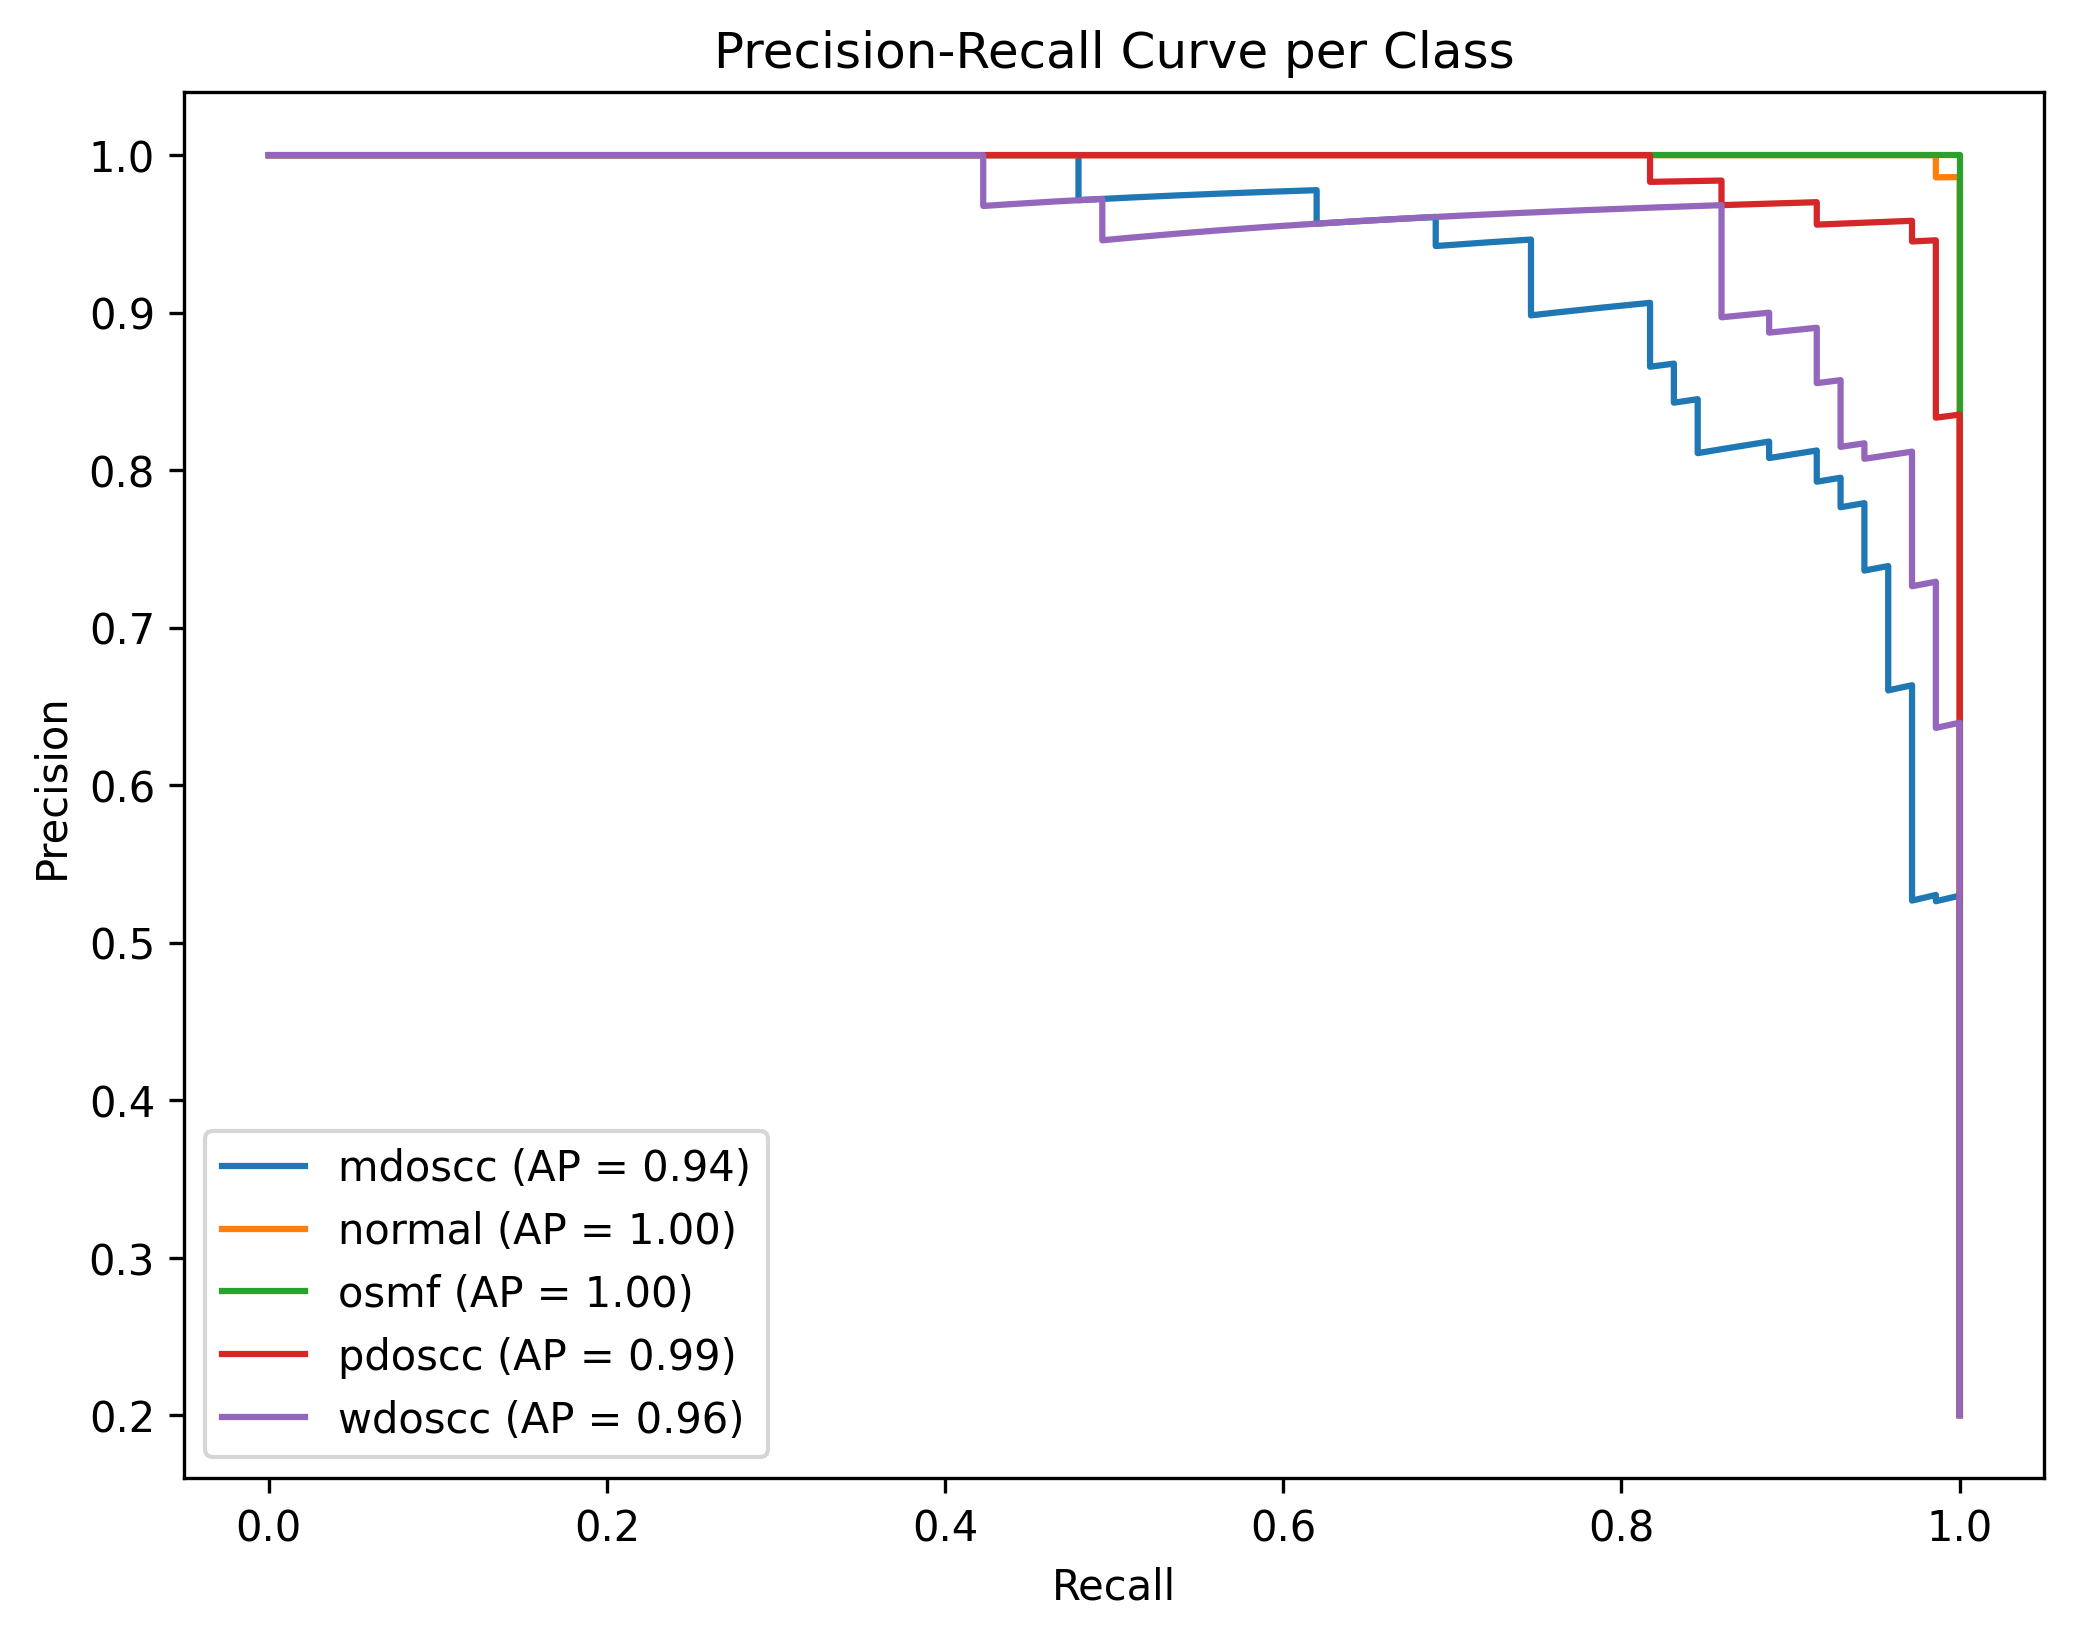 Precision-Recall Curve per Class
Precision
1.0
0.9
0.8
0.7
0.6
0.5
0.4
0.3
0.2
mdoscc (AP = 0.94)
normal (AP = 1.00)
osmf (AP = 1.00)
pdoscc (AP = 0.99)
wdoscc (AP = 0.96)
0.0 0.2 0.4 0.6 0.8 1.0
Recall